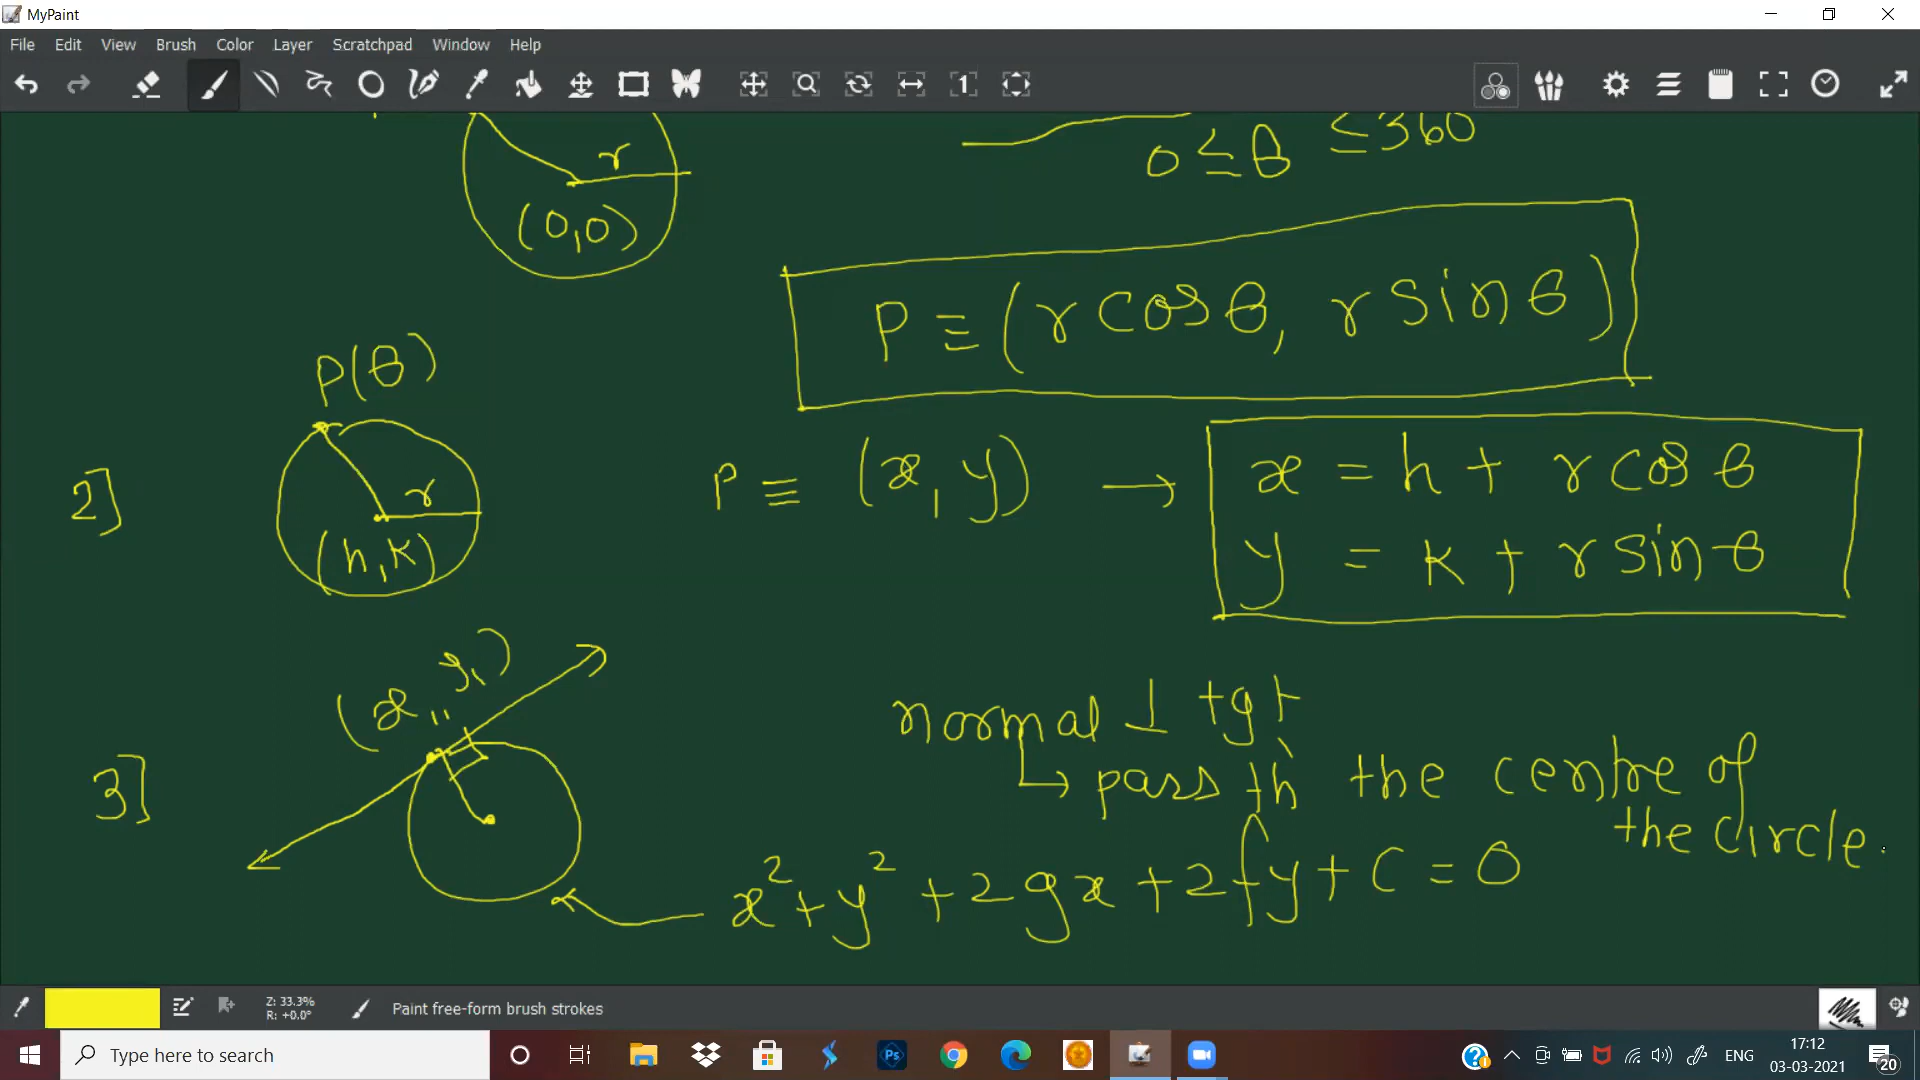 MyPaint
File Edit View Brush Color Layer Scratchpad Window Help
r
(0,0)
0 ≤ θ ≤ 360
P ≡ (r cos θ, r sin θ)
P(θ)
2]
r
(h,k)
P ≡ (x, y) → x = h + r cos θ
y = k + r sin θ
3]
(x₁, y₁)
normal ⊥ tgt
↳ pass th the centre of
the circle.
x² + y² + 2gx + 2fy + C = 0
Z: 33.3%
R: +0.0°
Paint free-form brush strokes
Type here to search
Ps
ENG
17:12
03-03-2021
20